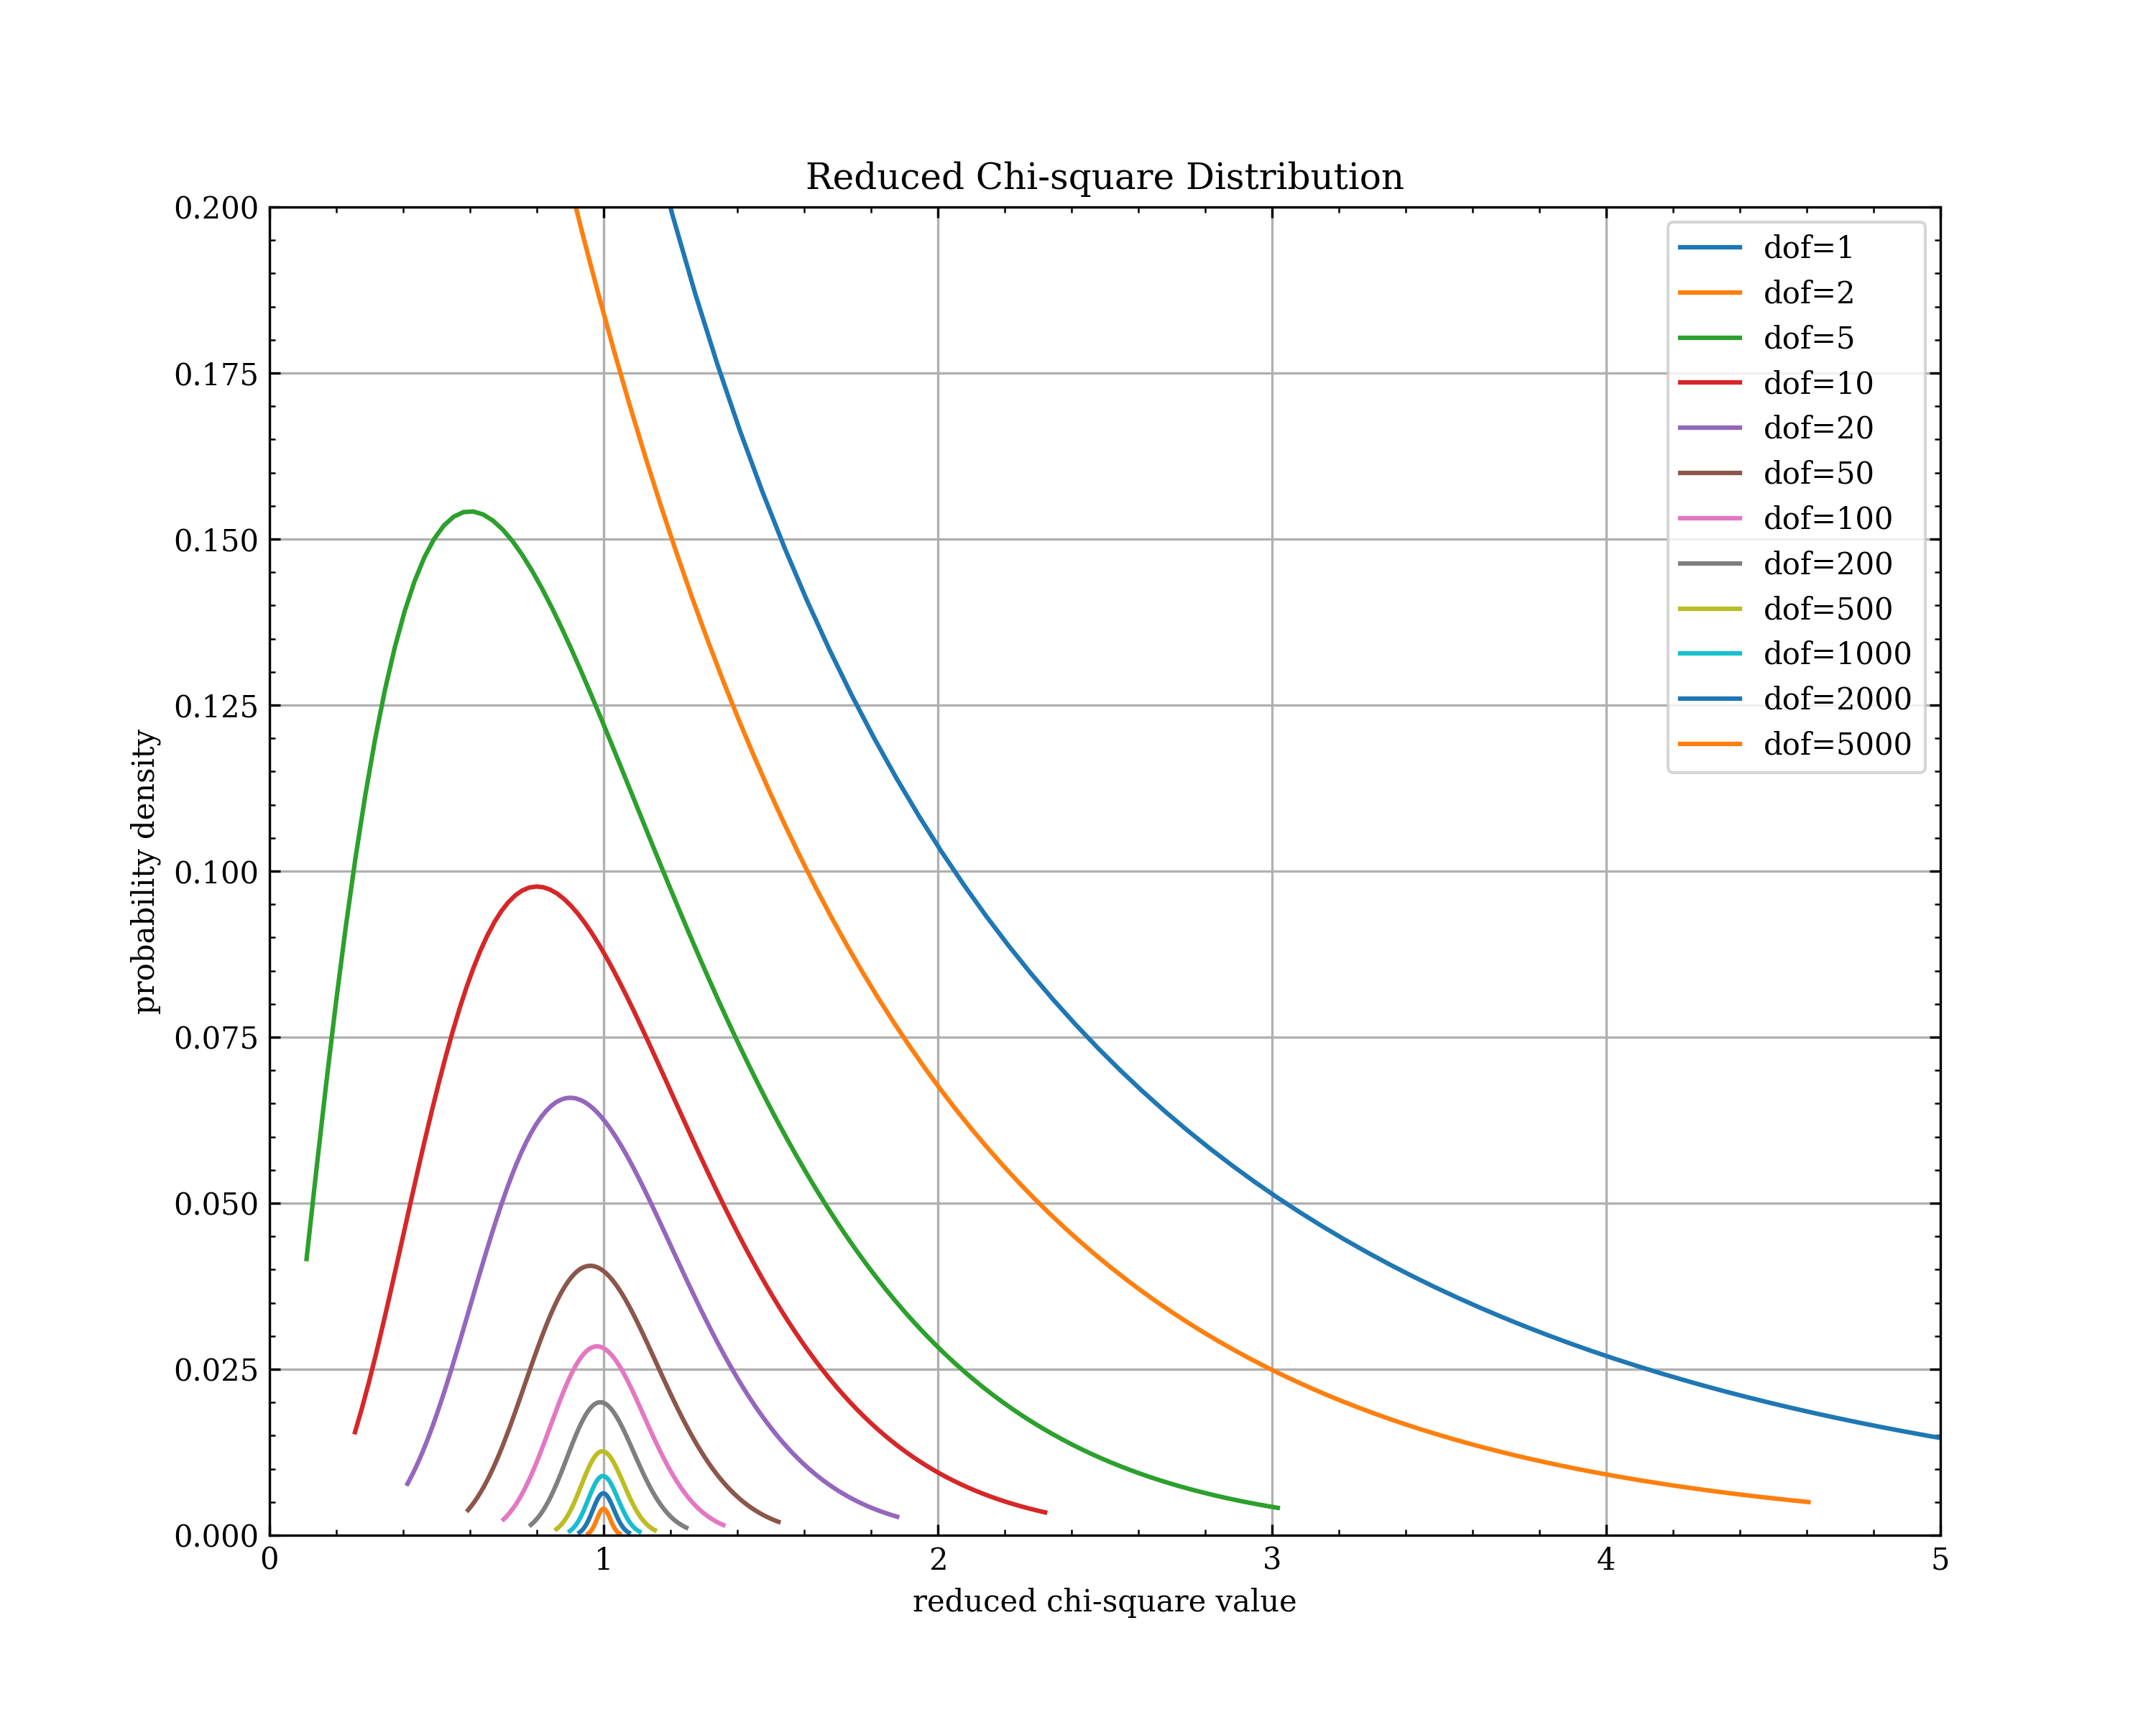 Reduced Chi-square Distribution
0.200
0.175
0.150
0.125
0.100
0.075
0.050
0.025
0.000
probability density
0 1 2 3 4 5
reduced chi-square value
dof=1
dof=2
dof=5
dof=10
dof=20
dof=50
dof=100
dof=200
dof=500
dof=1000
dof=2000
dof=5000